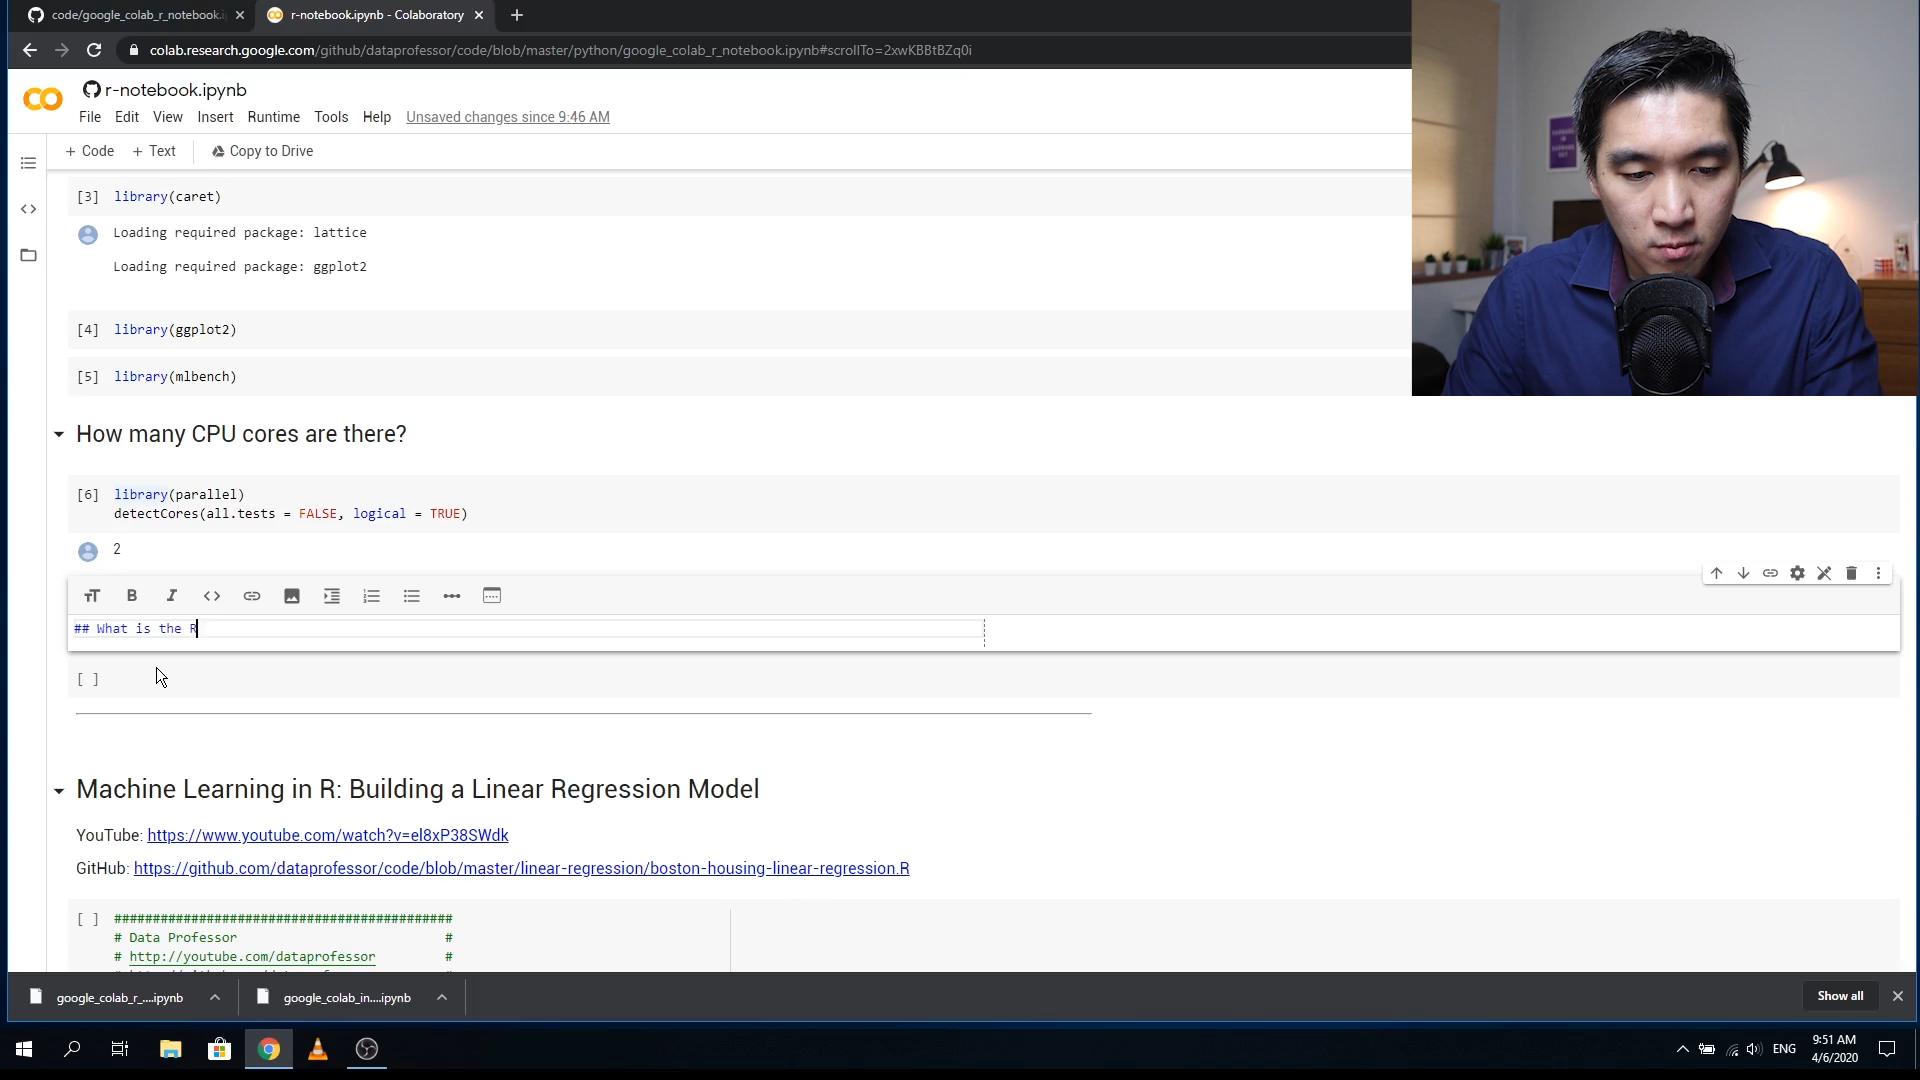 code/google_colab_r_notebook.i
r-notebook.ipynb - Colaboratory
colab.research.google.com/github/dataprofessor/code/blob/master/python/google_colab_r_notebook.ipynb#scrollTo=2xwKBBtBZq0i
r-notebook.ipynb
File Edit View Insert Runtime Tools Help Unsaved changes since 9:46 AM
+ Code + Text Copy to Drive
[3] library(caret)
Loading required package: lattice
Loading required package: ggplot2
[4] library(ggplot2)
[5] library(mlbench)
How many CPU cores are there?
[6] library(parallel)
detectCores(all.tests = FALSE, logical = TRUE)
2
## What is the R
[ ]
Machine Learning in R: Building a Linear Regression Model
YouTube: https://www.youtube.com/watch?v=el8xP38SWdk
GitHub: https://github.com/dataprofessor/code/blob/master/linear-regression/boston-housing-linear-regression.R
[ ] ############################################
# Data Professor #
# http://youtube.com/dataprofessor #
google_colab_r_....ipynb
google_colab_in....ipynb
Show all
ENG
9:51 AM
4/6/2020